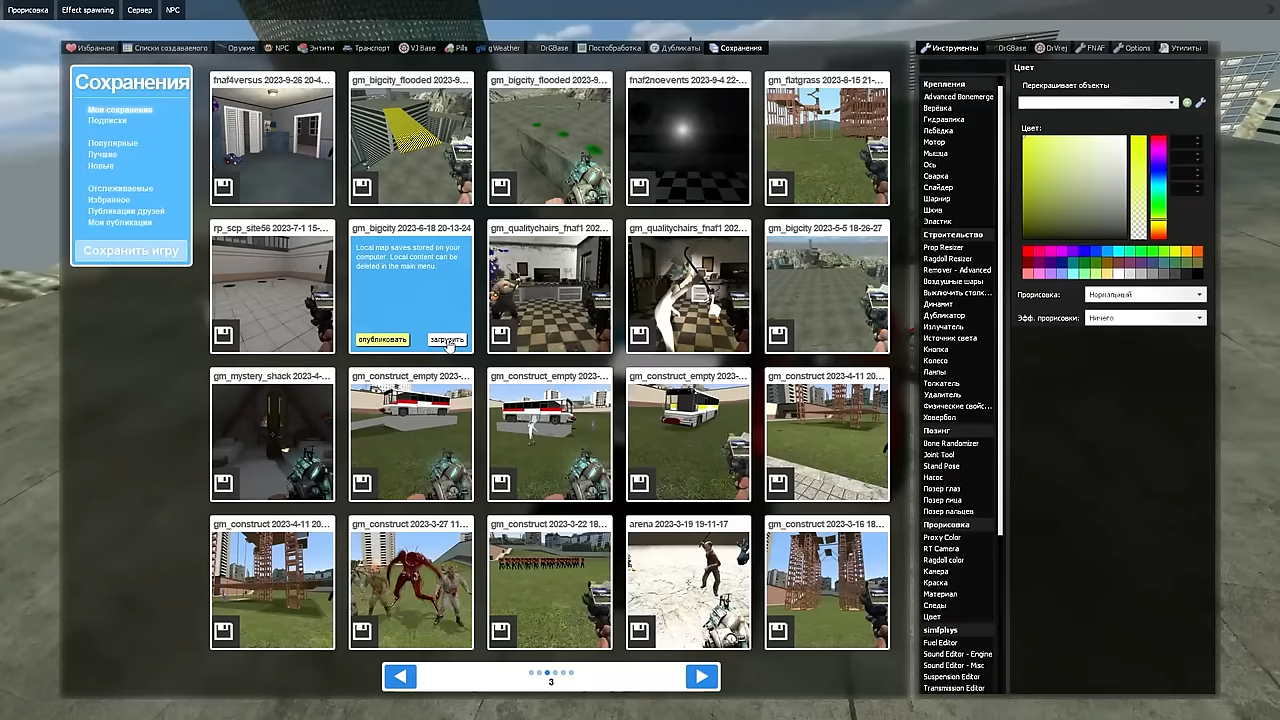 Прорисовка Effect spawning Сервер NPC
Избранное Списки создаваемого Оружие NPC Энтити Транспорт VJ Base Pills gWeather DrGBase Постобработка Дубликаты Сохранения
Инструменты DrGBase DrVrej FNAF Options Утилиты
Сохранения
Мои сохранения
Подписки
Популярные
Лучшие
Новые
Отслеживаемые
Избранное
Публикации друзей
Мои публикации
Сохранить игру
fnaf4versus 2023-9-26 20-4...
gm_bigcity_flooded 2023-9...
gm_bigcity_flooded 2023-9...
fnaf2noevents 2023-9-4 22-...
gm_flatgrass 2023-8-15 21-...
rp_scp_site56 2023-7-1 15-...
gm_bigcity 2023-6-18 20-13-24
Local map saves stored on your
computer. Local content can be
deleted in the main menu.
опубликовать загрузить
gm_qualitychairs_fnaf1 202...
gm_qualitychairs_fnaf1 202...
gm_bigcity 2023-5-5 18-26-27
gm_mystery_shack 2023-4-...
gm_construct_empty 2023-...
gm_construct_empty 2023-...
gm_construct_empty 2023-...
gm_construct 2023-4-11 20...
gm_construct 2023-4-11 20...
gm_construct 2023-3-27 11...
gm_construct 2023-3-22 18...
arena 2023-3-19 19-11-17
gm_construct 2023-3-16 18...
3
Крепления
Advanced Bonemerge
Верёвка
Гидравлика
Лебёдка
Мотор
Мышца
Ось
Сварка
Слайдер
Шарнир
Шкив
Эластик
Строительство
Prop Resizer
Ragdoll Resizer
Remover - Advanced
Воздушные шары
Выключить столк...
Динамит
Дубликатор
Излучатель
Источник света
Кнопка
Колесо
Лампы
Толкатель
Удалитель
Физические свойс...
Ховербол
Позинг
Bone Randomizer
Joint Tool
Stand Pose
Насос
Позер глаз
Позер лица
Позер пальцев
Прорисовка
Proxy Color
RT Camera
Ragdoll color
Камера
Краска
Материал
Следы
Цвет
simfphys
Fuel Editor
Sound Editor - Engine
Sound Editor - Misc
Suspension Editor
Transmission Editor
Цвет
Перекрашивает объекты
Цвет:
Прорисовка: Нормальный
Эфф. прорисовки: Ничего